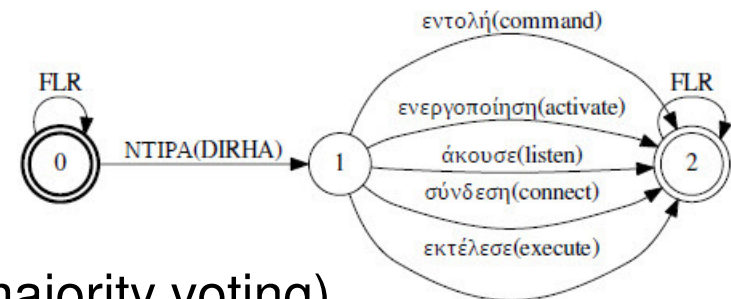 εντολή(command)
FLR
FLR
ενεργοποίηση(activate)
0
ΝΤΙΡΑ(DIRHA)
1
άκουσε(listen)
2
σύνδεση(connect)
εκτέλεσε(execute)
majority voting)